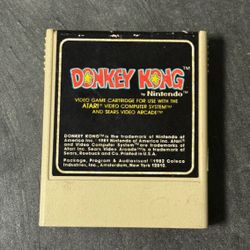 DONKEY KONG™
by Nintendo®
VIDEO GAME CARTRIDGE FOR USE WITH THE
ATARI® VIDEO COMPUTER SYSTEM™ AND
SEARS VIDEO ARCADE™
DONKEY KONG™ is the trademark of Nintendo of
America Inc. ©1981 Nintendo of America Inc. Atari®
and Video Computer System™ are trademarks of
Atari Inc. Sears Video Arcade™ is a trademark of
Sears, Roebuck and Co. Printed in U.S.A.
Package, Program & Audiovisual ©1982 Coleco
Industries, Inc., Amsterdam, New York 12010.